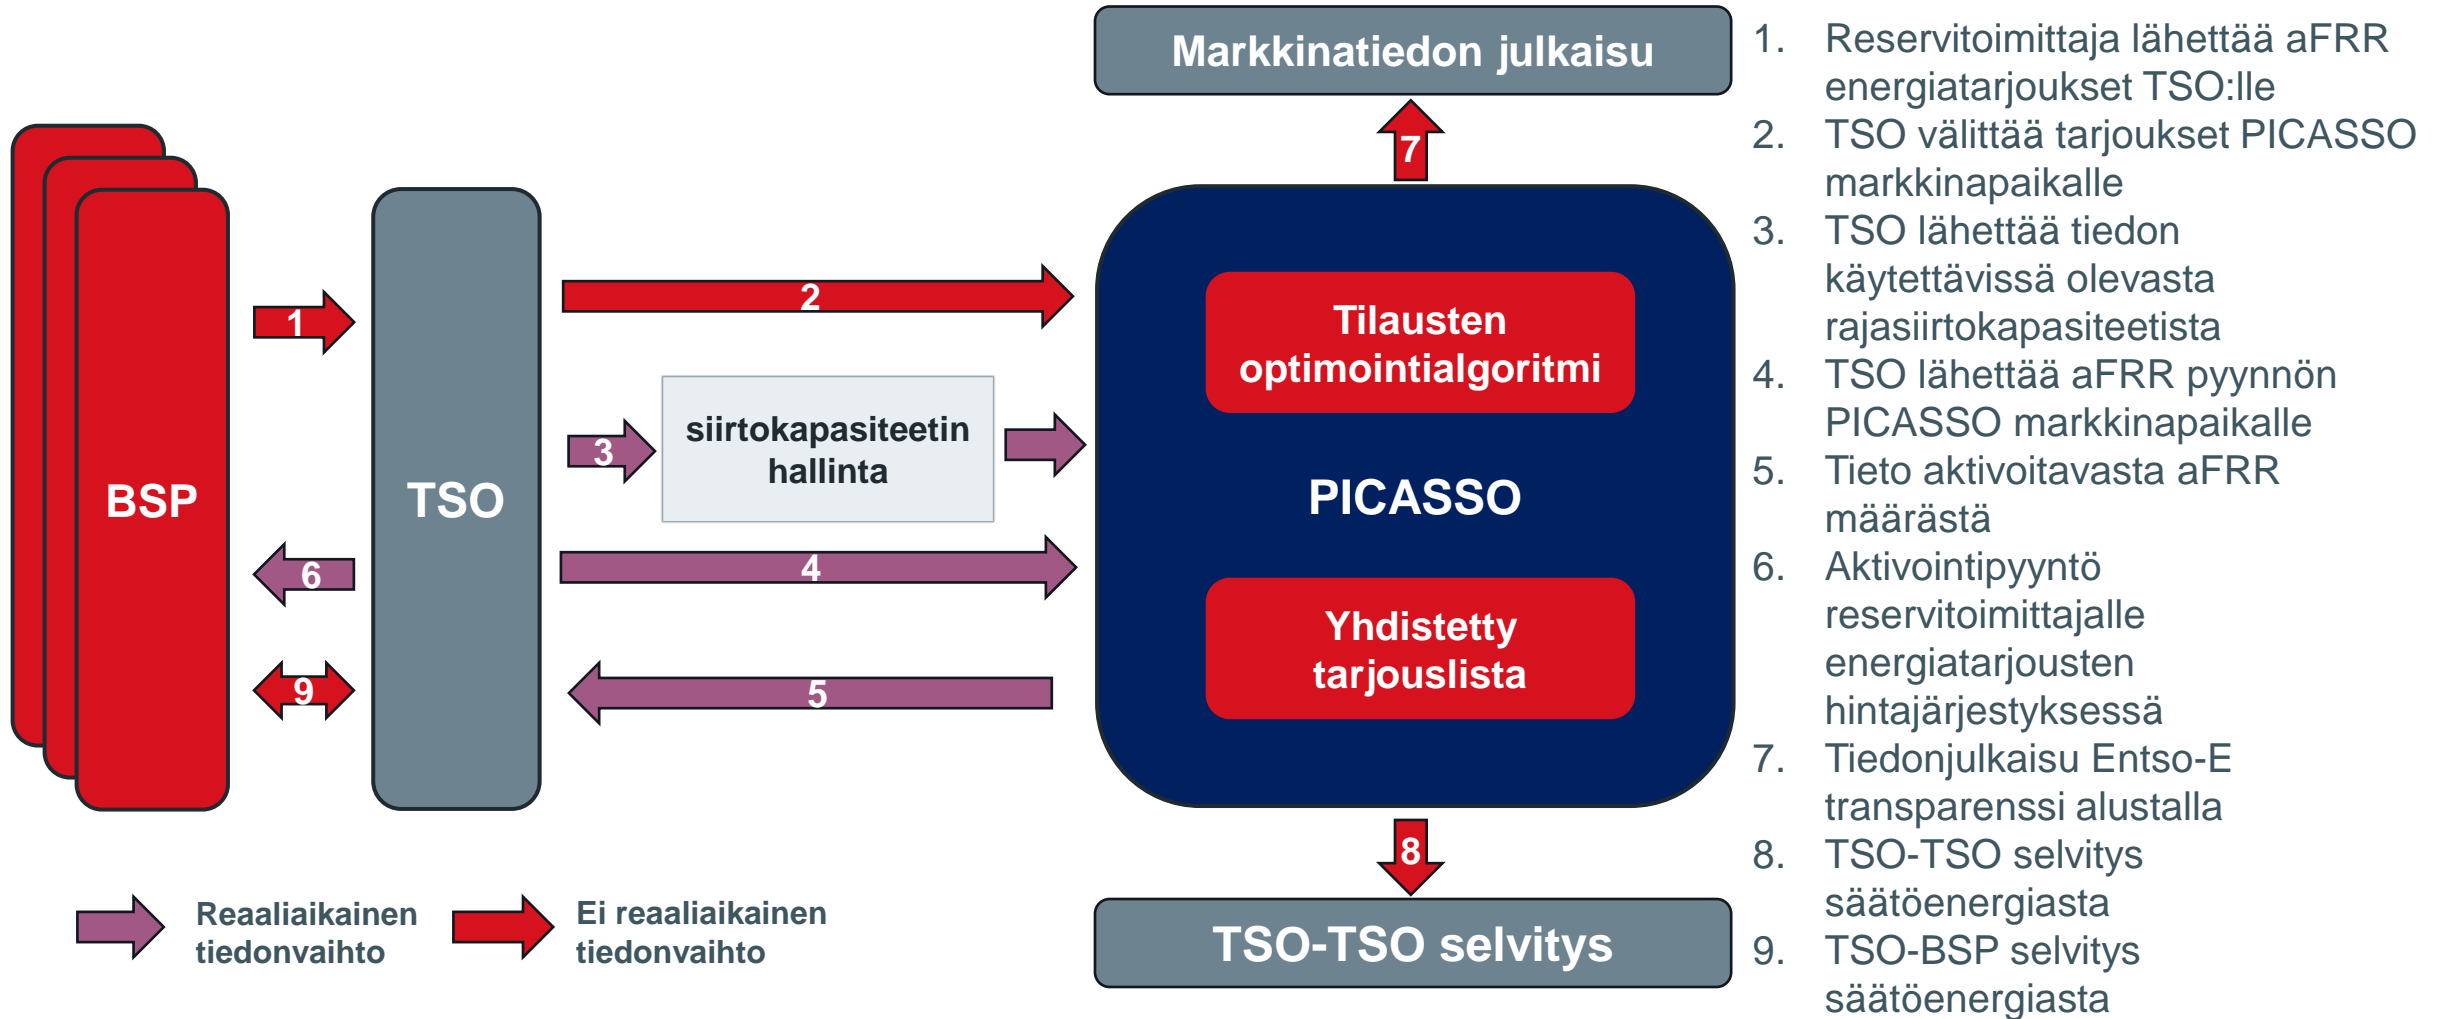 Markkinatiedon julkaisu
7
BSP
TSO
1
2
3
siirtokapasiteetin
hallinta
6
4
9
5
Tilausten
optimointialgoritmi
PICASSO
Yhdistetty
tarjouslista
8
TSO-TSO selvitys
Reaaliaikainen
tiedonvaihto
Ei reaaliaikainen
tiedonvaihto
1. Reservitoimittaja lähettää aFRR
energiatarjoukset TSO:lle
2. TSO välittää tarjoukset PICASSO
markkinapaikalle
3. TSO lähettää tiedon
käytettävissä olevasta
rajasiirtokapasiteetista
4. TSO lähettää aFRR pyynnön
PICASSO markkinapaikalle
5. Tieto aktivoitavasta aFRR
määrästä
6. Aktivointipyyntö
reservitoimittajalle
energiatarjousten
hintajärjestyksessä
7. Tiedonjulkaisu Entso-E
transparenssi alustalla
8. TSO-TSO selvitys
säätöenergiasta
9. TSO-BSP selvitys
säätöenergiasta